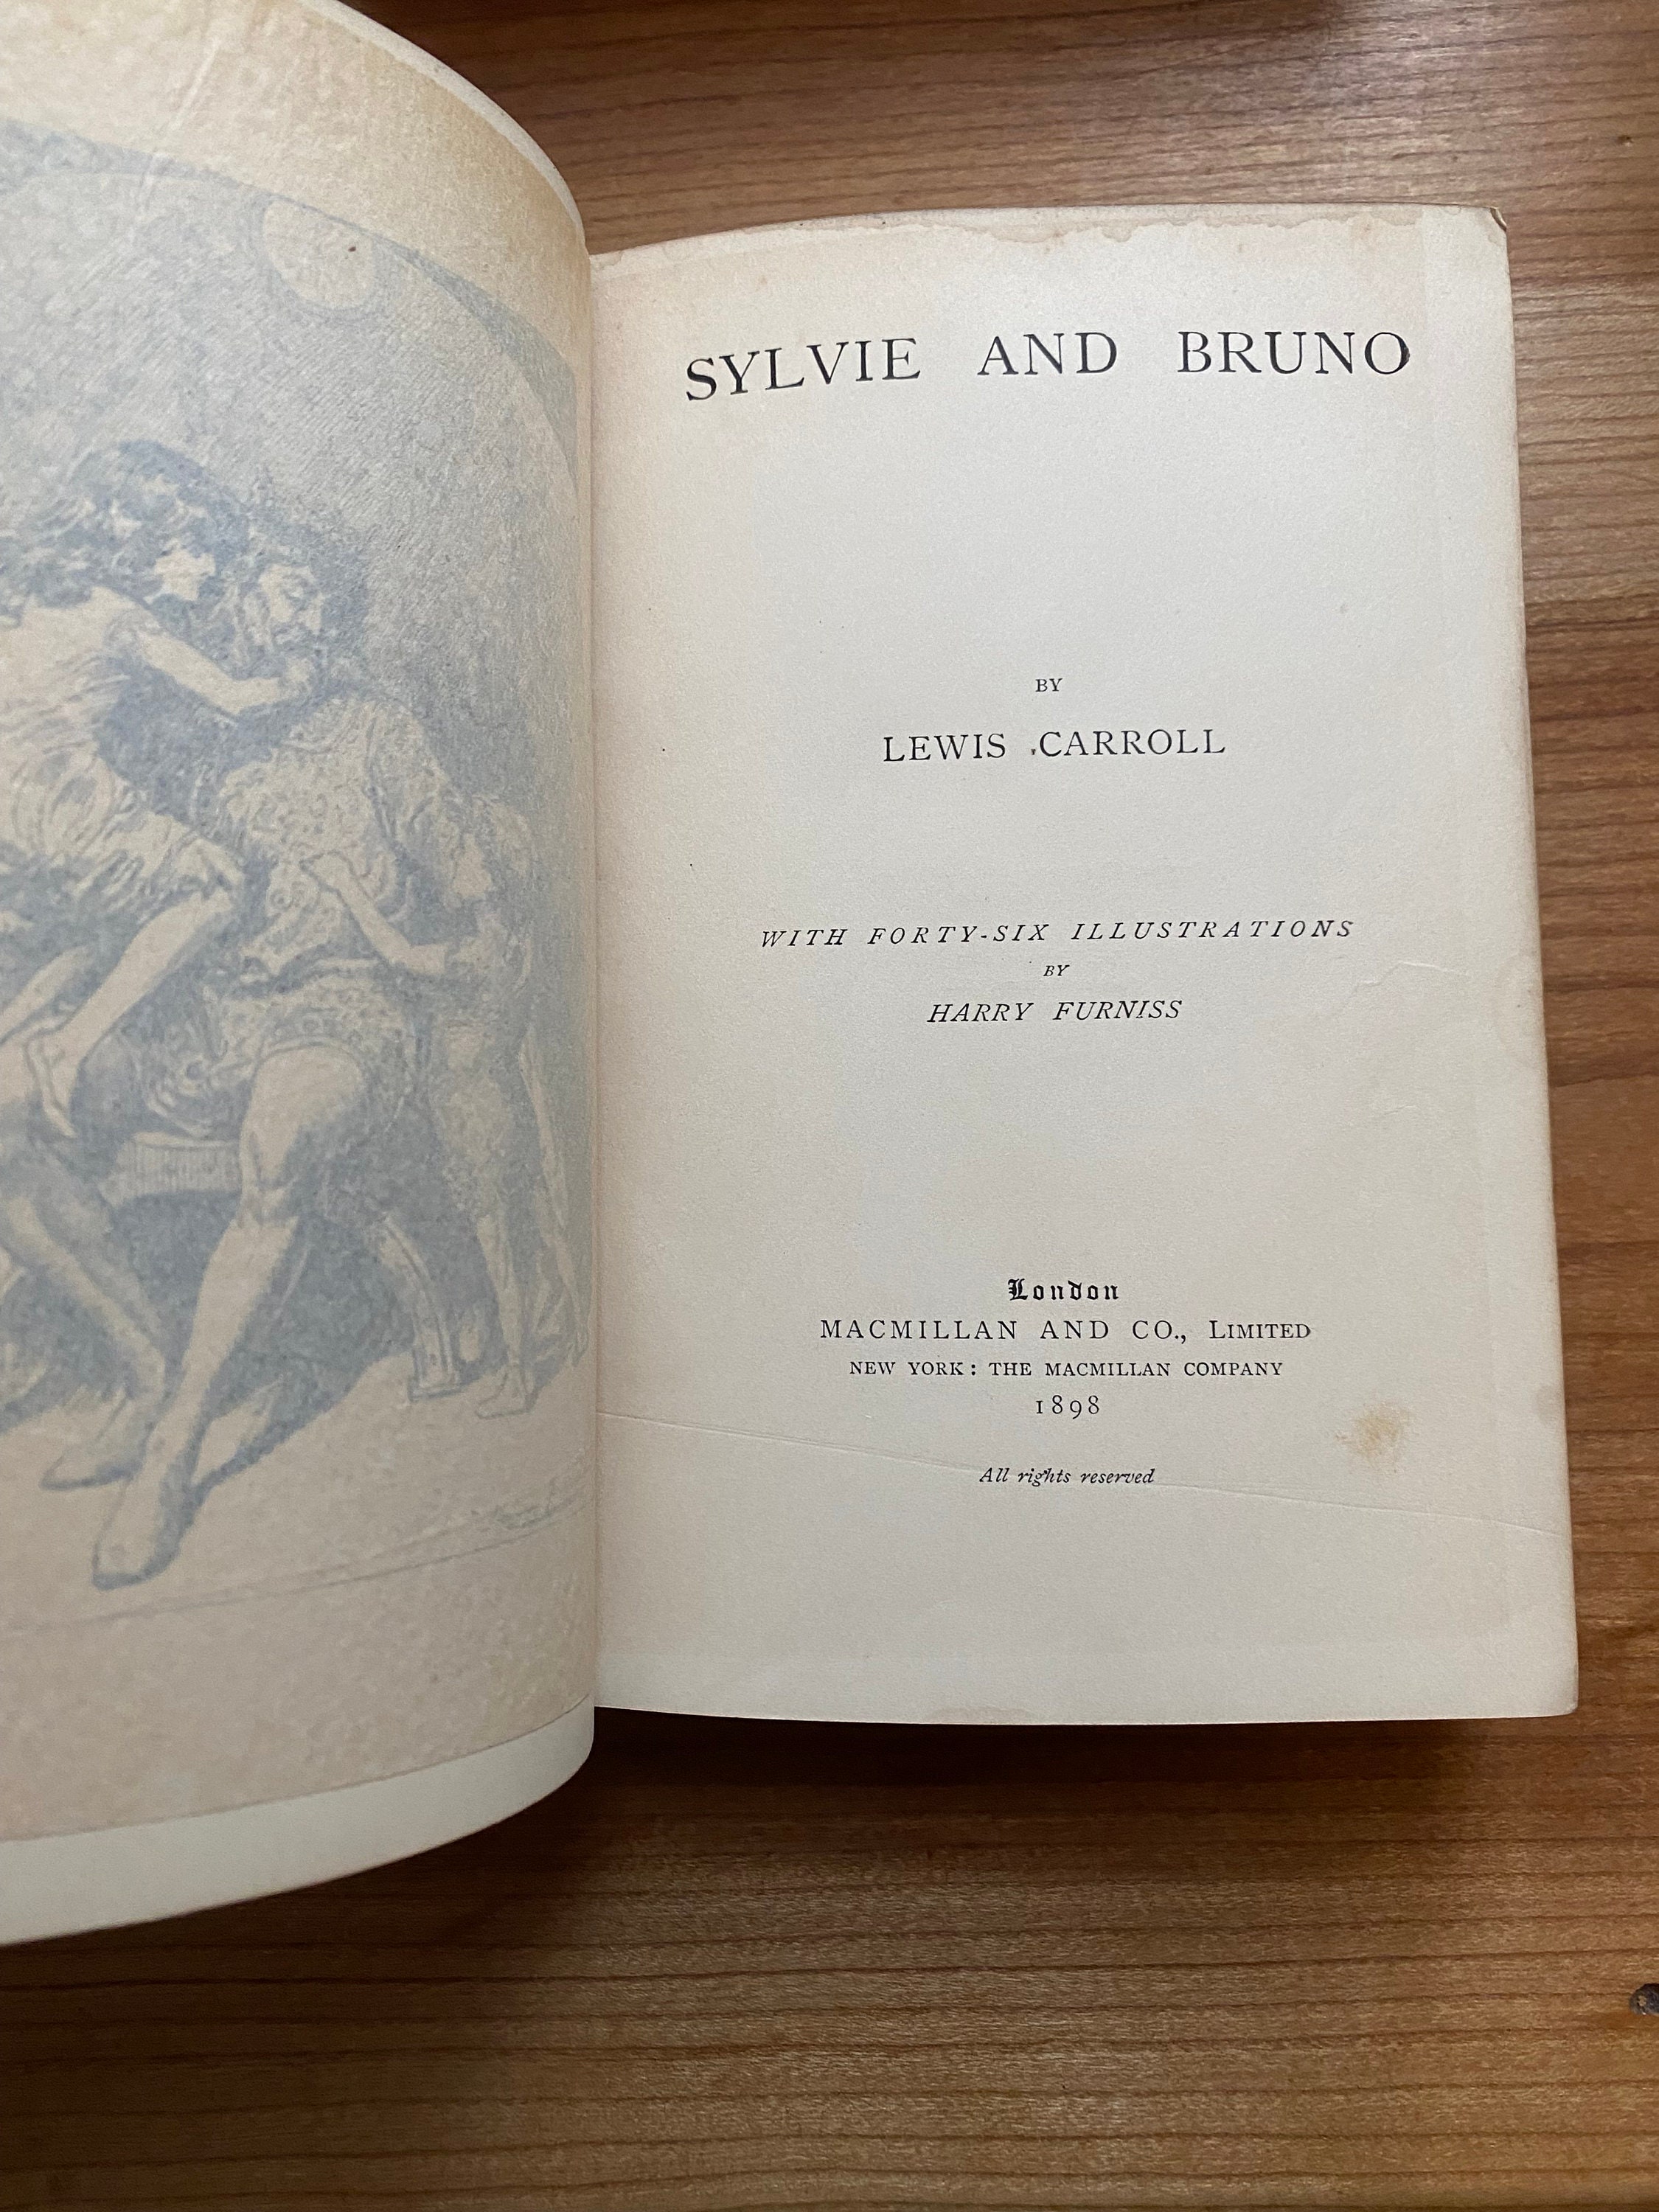 SYLVIE AND BRUNO
BY
LEWIS CARROLL
WITH FORTY-SIX ILLUSTRATIONS
BY
HARRY FURNISS
London
MACMILLAN AND CO., LIMITED
NEW YORK: THE MACMILLAN COMPANY
1898
All rights reserved